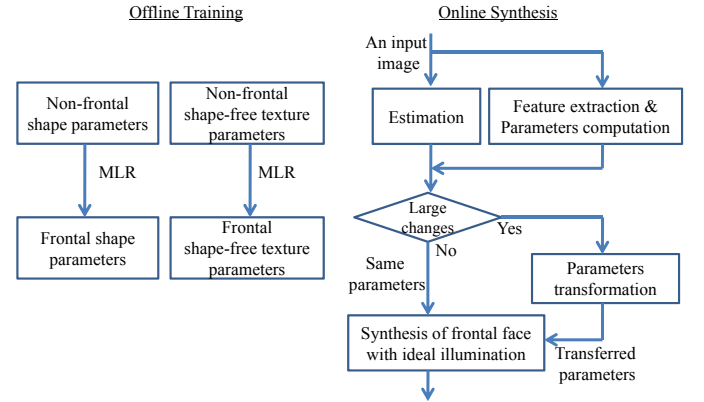 Offline Training
Non-frontal
shape parameters
Non-frontal
shape-free texture
parameters
MLR
MLR
Frontal shape
parameters
Frontal
shape-free texture
parameters
Online Synthesis
An input
image
Estimation
Feature extraction &
Parameters computation
Large
changes
Yes
No
Same
parameters
Parameters
transformation
Synthesis of frontal face
with ideal illumination
Transferred
parameters